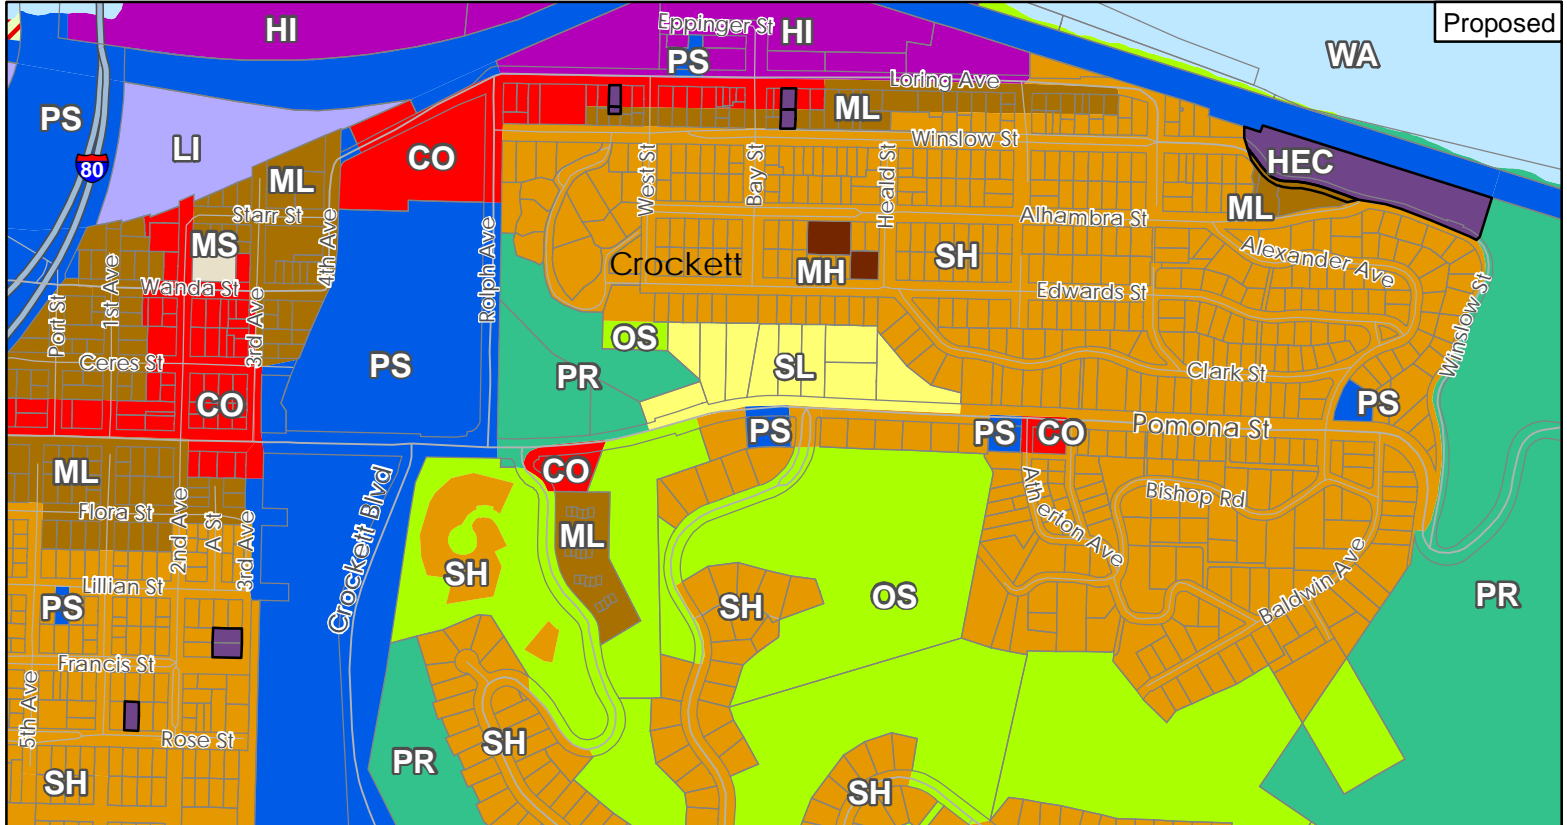 Proposed
HI
Eppinger St
HI
PS
WA
Loring Ave
PS
ML
LI
CO
Winslow St
80
HEC
ML
West St
Bay St
Heald St
ML
Starr St
4th Ave
Alhambra St
MS
Rolph Ave
SH
Alexander Ave
Crockett
MH
1st Ave
Wanda St
Edwards St
Port St
3rd Ave
Winslow St
OS
Ceres St
PS
PR
SL
Clark St
CO
PS
PS
PS
CO
Pomona St
ML
CO
Atherton Ave
Bishop Rd
Flora St
2nd Ave
A St
3rd Ave
Crockett Blvd
ML
SH
Lillian St
PS
SH
OS
Baldwin Ave
PR
Francis St
5th Ave
Rose St
SH
PR
SH
SH